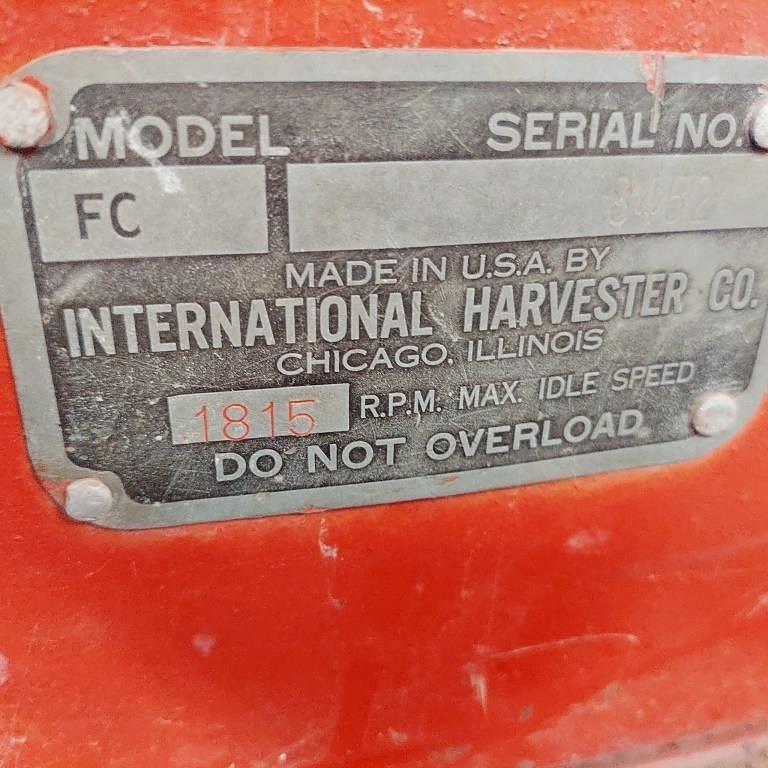 MODEL SERIAL NO.
FC 3452
MADE IN U.S.A. BY
INTERNATIONAL HARVESTER CO.
CHICAGO, ILLINOIS
1815 R.P.M. MAX. IDLE SPEED
DO NOT OVERLOAD